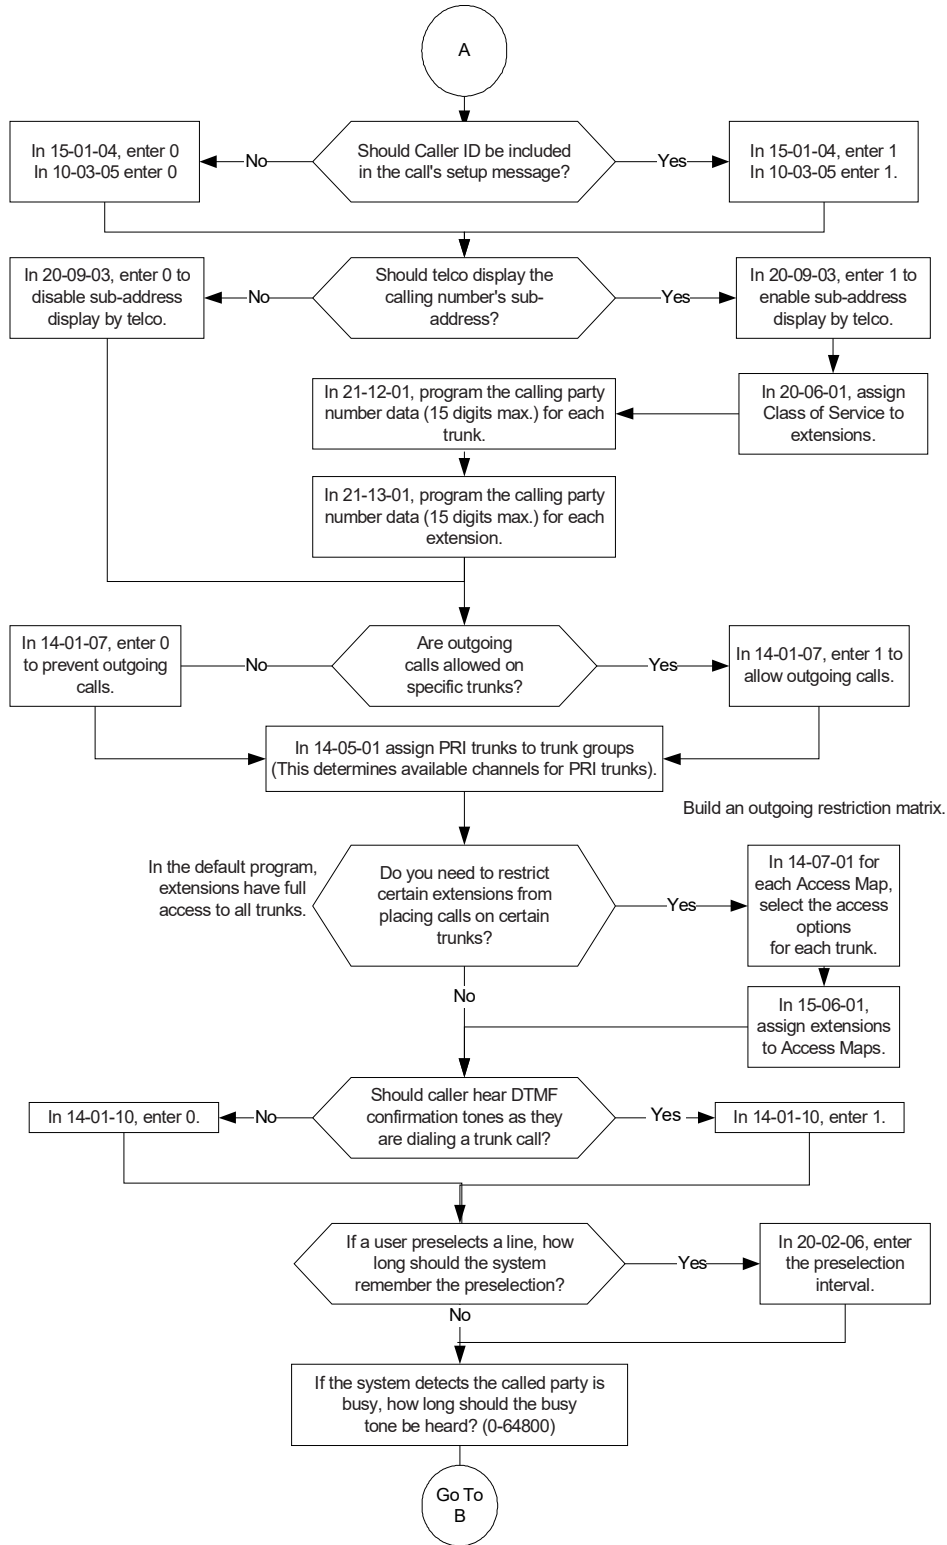 A
In 15-01-04, enter 0
In 10-03-05 enter 0
No
Should Caller ID be included
in the call's setup message?
Yes
In 15-01-04, enter 1
In 10-03-05 enter 1.
In 20-09-03, enter 0 to
disable sub-address
display by telco.
No
Should telco display the
calling number's sub-
address?
Yes
In 20-09-03, enter 1 to
enable sub-address
display by telco.
In 20-06-01, assign
Class of Service to
extensions.
In 21-12-01, program the calling party
number data (15 digits max.) for each
trunk.
In 21-13-01, program the calling party
number data (15 digits max.) for each
extension.
In 14-01-07, enter 0
to prevent outgoing
calls.
No
Are outgoing
calls allowed on
specific trunks?
Yes
In 14-01-07, enter 1 to
allow outgoing calls.
In 14-05-01 assign PRI trunks to trunk groups
(This determines available channels for PRI trunks).
Build an outgoing restriction matrix.
In the default program,
extensions have full
access to all trunks.
Do you need to restrict
certain extensions from
placing calls on certain
trunks?
Yes
In 14-07-01 for
each Access Map,
select the access
options
for each trunk.
No
In 15-06-01,
assign extensions
to Access Maps.
In 14-01-10, enter 0.
No
Should caller hear DTMF
confirmation tones as they
are dialing a trunk call?
Yes
In 14-01-10, enter 1.
If a user preselects a line, how
long should the system
remember the preselection?
Yes
In 20-02-06, enter
the preselection
interval.
No
If the system detects the called party is
busy, how long should the busy
tone be heard? (0-64800)
Go To
B